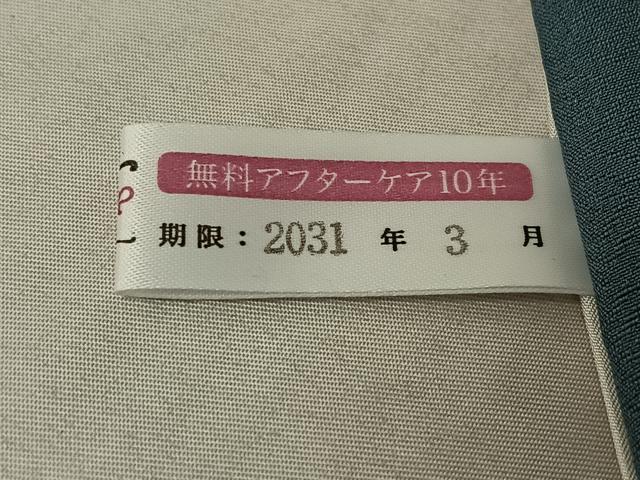 無料アフターケア10年
期限：2031 年 3 月